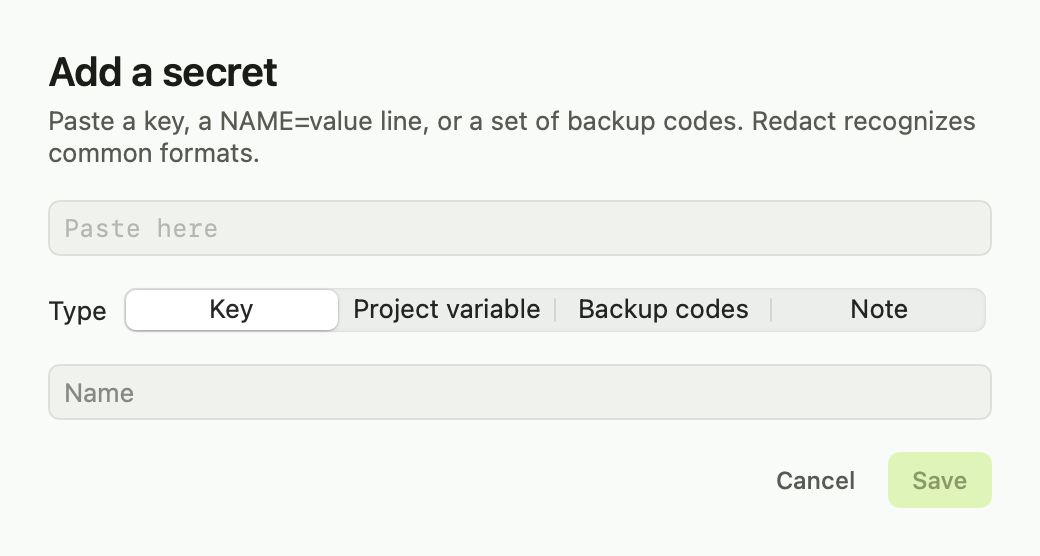 Add a secret
Paste a key, a NAME=value line, or a set of backup codes. Redact recognizes
common formats.
Paste here
Type Key Project variable Backup codes Note
Name
Cancel Save